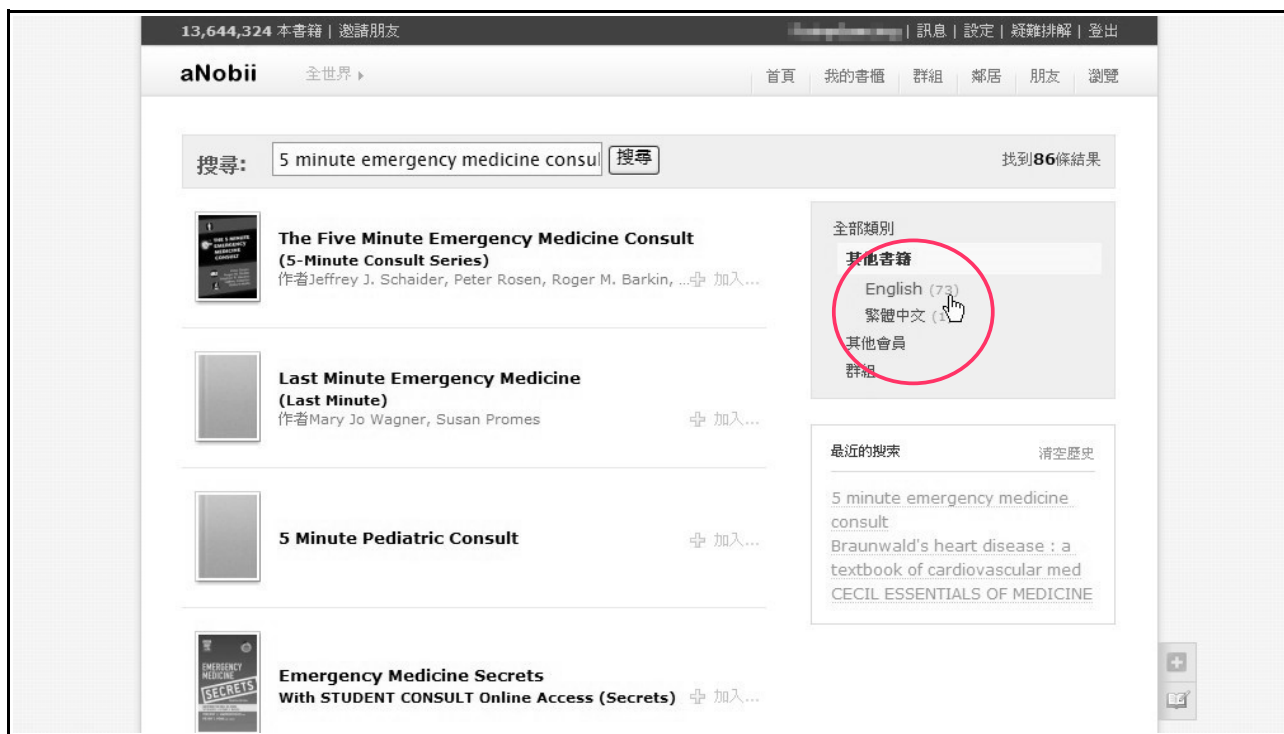 13,644,324 本書籍 | 邀請朋友
| 訊息 | 設定 | 疑難排解 | 登出
aNobii 全世界
首頁 我的書櫃 群組 鄰居 朋友 瀏覽
搜尋: 5 minute emergency medicine consul 搜尋 找到86條結果
The Five Minute Emergency Medicine Consult
(5-Minute Consult Series)
作者Jeffrey J. Schaider, Peter Rosen, Roger M. Barkin, ... 加入...
Last Minute Emergency Medicine
(Last Minute)
作者Mary Jo Wagner, Susan Promes 加入...
5 Minute Pediatric Consult 加入...
EMERGENCY
MEDICINE
SECRETS
Emergency Medicine Secrets
With STUDENT CONSULT Online Access (Secrets) 加入...
全部類別
其他書籍
English (73)
繁體中文 (1
其他會員
群組
最近的搜索 清空歷史
5 minute emergency medicine
consult
Braunwald's heart disease : a
textbook of cardiovascular med
CECIL ESSENTIALS OF MEDICINE